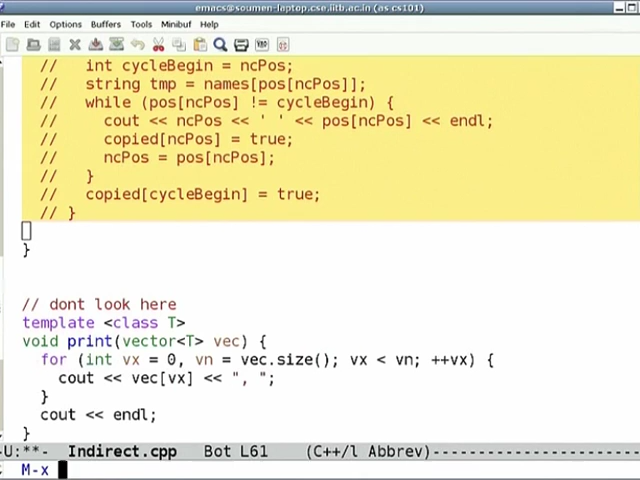 emacs@soumen-laptop.cse.iitb.ac.in (as cs101)
File Edit Options Buffers Tools Minibuf Help
//   int cycleBegin = ncPos;
//   string tmp = names[pos[ncPos]];
//   while (pos[ncPos] != cycleBegin) {
//     cout << ncPos << ' ' << pos[ncPos] << endl;
//     copied[ncPos] = true;
//     ncPos = pos[ncPos];
//   }
//   copied[cycleBegin] = true;
// }
}
// dont look here
template <class T>
void print(vector<T> vec) {
for (int vx = 0, vn = vec.size(); vx < vn; ++vx) {
cout << vec[vx] << ", ";
}
cout << endl;
}
-U:**-  Indirect.cpp   Bot L61    (C++/l Abbrev)--------------------
M-x